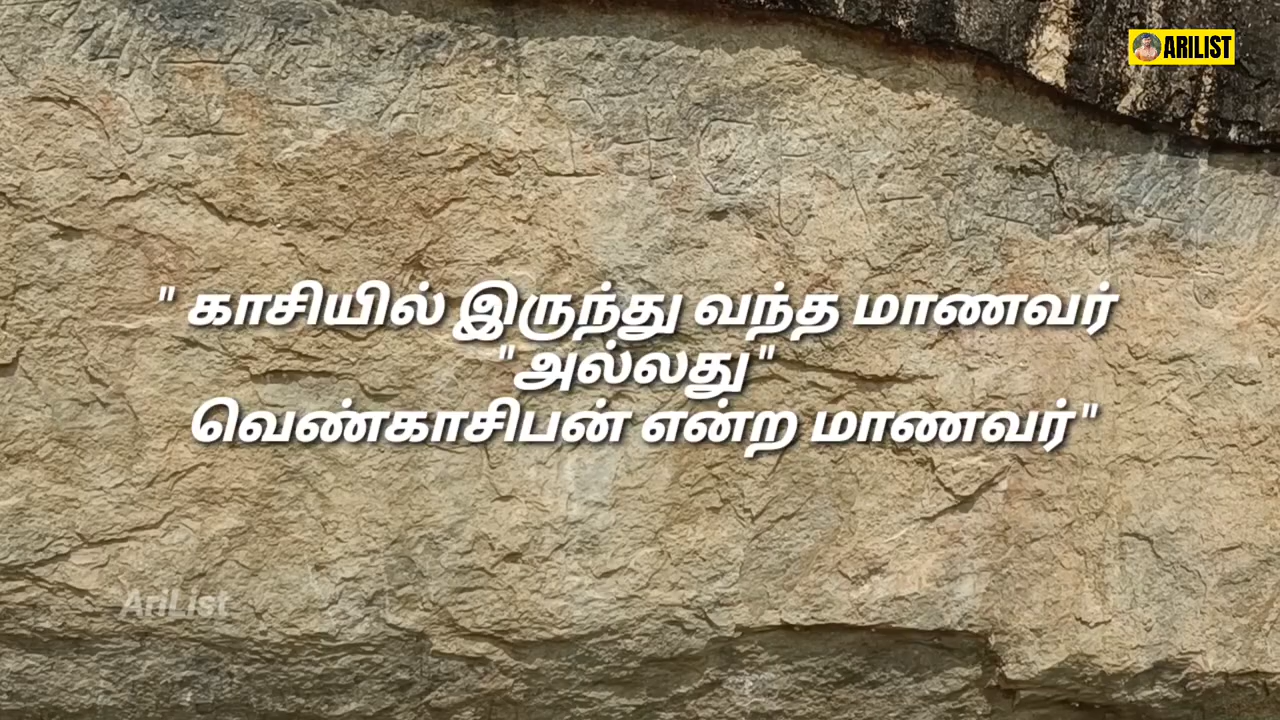 ARILIST
" காசியில் இருந்து வந்த மாணவர்
"அல்லது"
வெண்காசிபன் என்ற மாணவர்"
AriList